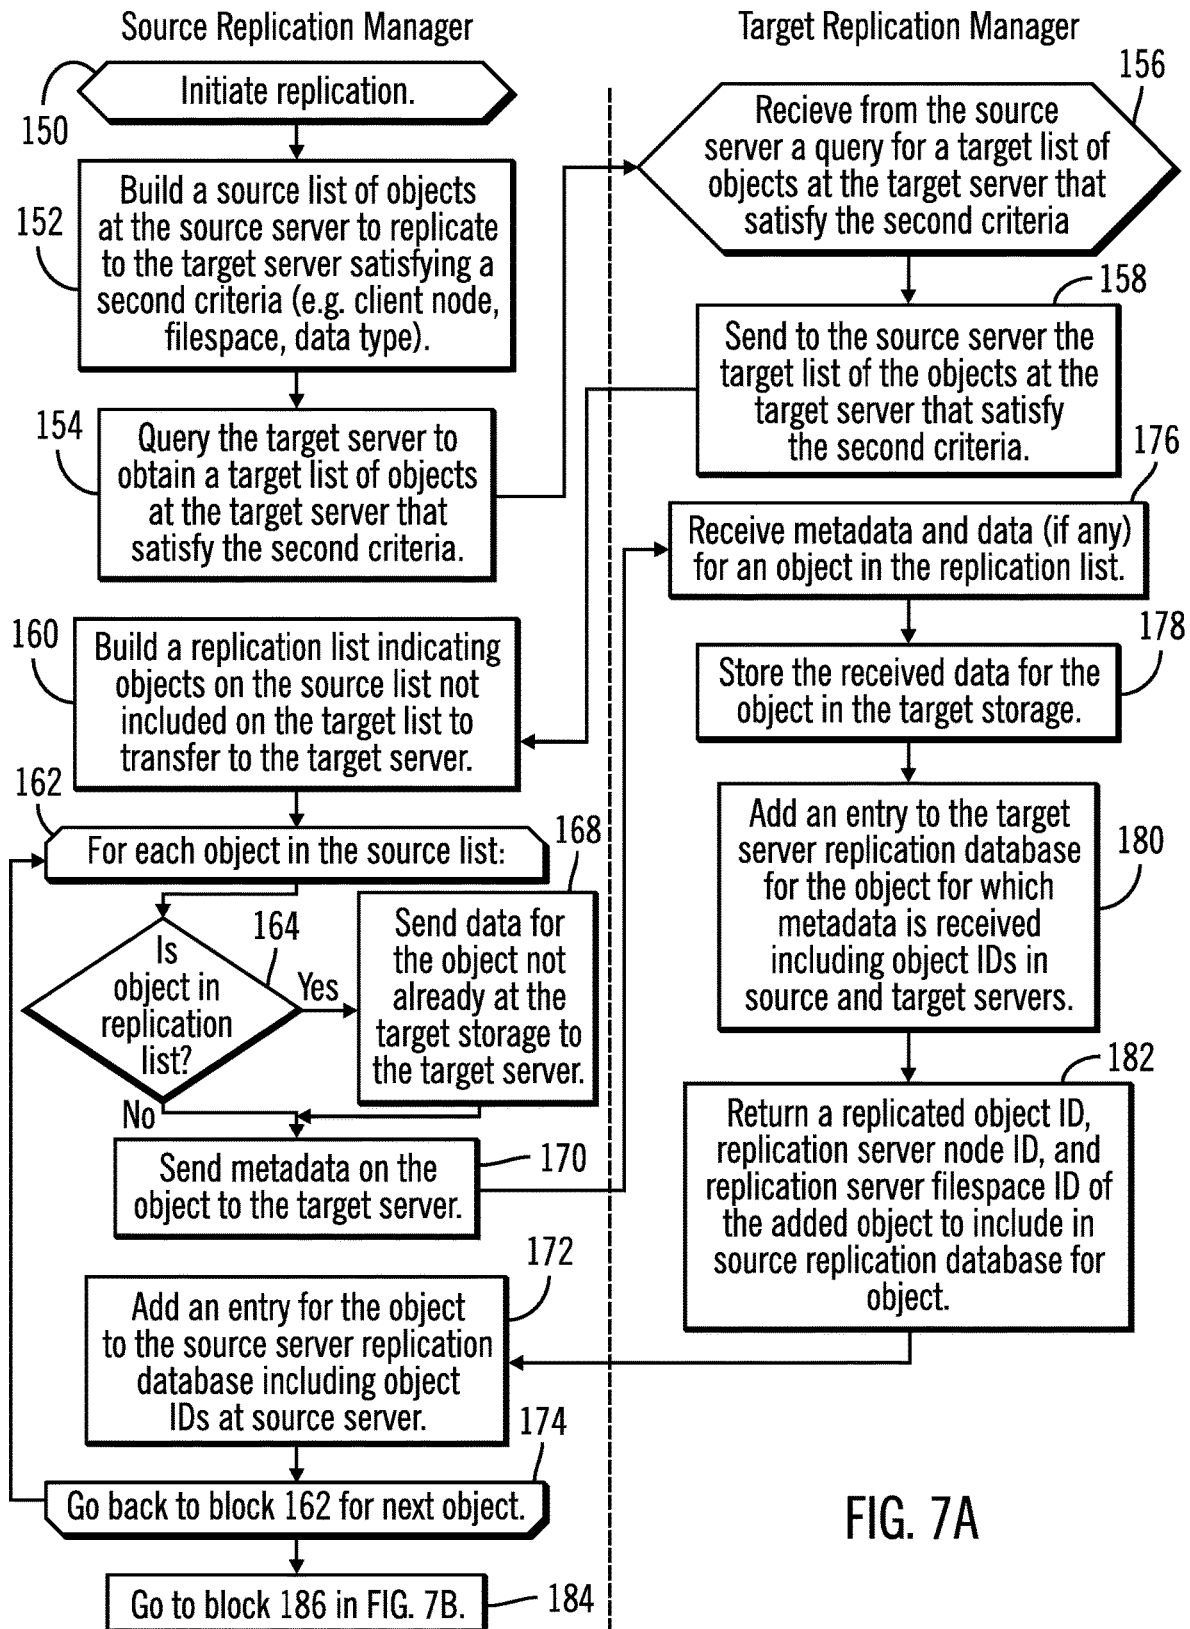 Source Replication Manager
Target Replication Manager
Initiate replication.
150
Build a source list of objects
at the source server to replicate
to the target server satisfying a
second criteria (e.g. client node,
filespace, data type).
152
Query the target server to
obtain a target list of objects
at the target server that
satisfy the second criteria.
154
156
Recieve from the source
server a query for a target list of
objects at the target server that
satisfy the second criteria
158
Send to the source server the
target list of the objects at the
target server that satisfy
the second criteria.
160
Build a replication list indicating
objects on the source list not
included on the target list to
transfer to the target server.
162
For each object in the source list:
164
Is
object in
replication
list?
Yes
No
168
Send data for
the object not
already at the
target storage to
the target server.
Send metadata on the
object to the target server.
170
172
Add an entry for the object
to the source server replication
database including object
IDs at source server.
174
Go back to block 162 for next object.
Go to block 186 in FIG. 7B.
184
176
Receive metadata and data (if any)
for an object in the replication list.
178
Store the received data for the
object in the target storage.
Add an entry to the target
server replication database
for the object for which
metadata is received
including object IDs in
source and target servers.
180
182
Return a replicated object ID,
replication server node ID, and
replication server filespace ID of
the added object to include in
source replication database for
object.
FIG. 7A